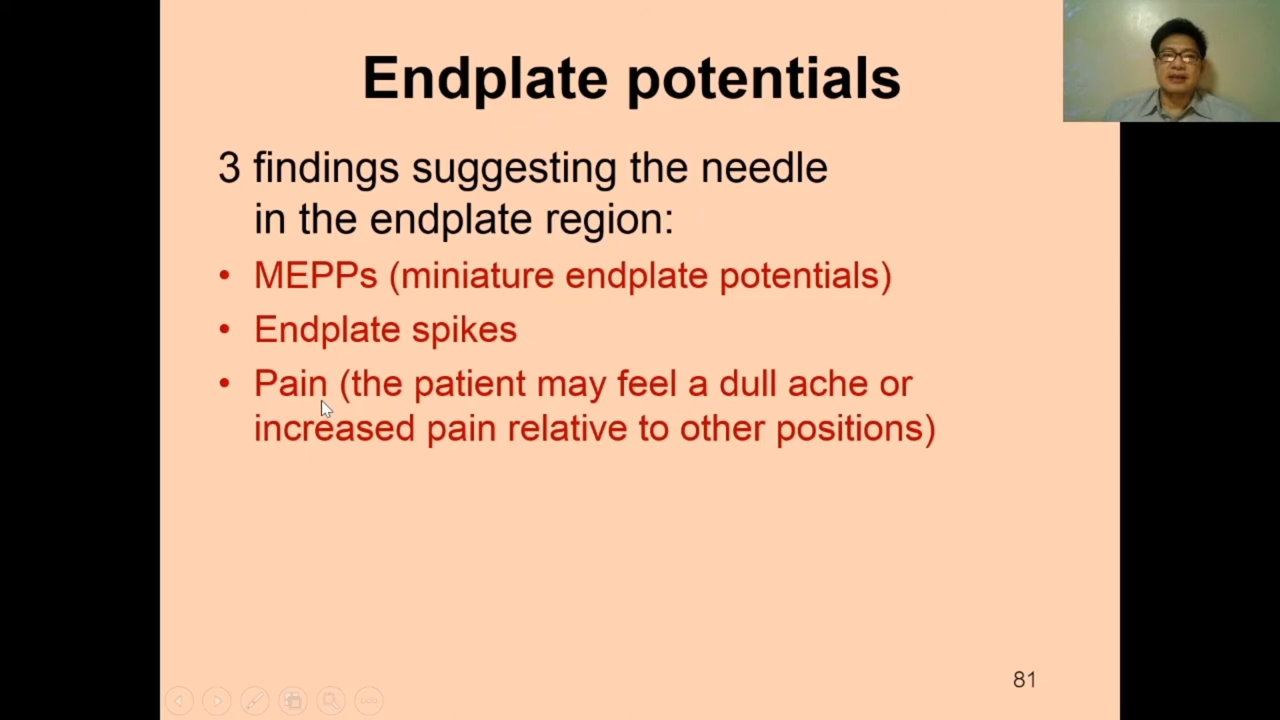 Endplate potentials
3 findings suggesting the needle
in the endplate region:
• MEPPs (miniature endplate potentials)
• Endplate spikes
• Pain (the patient may feel a dull ache or
increased pain relative to other positions)
81